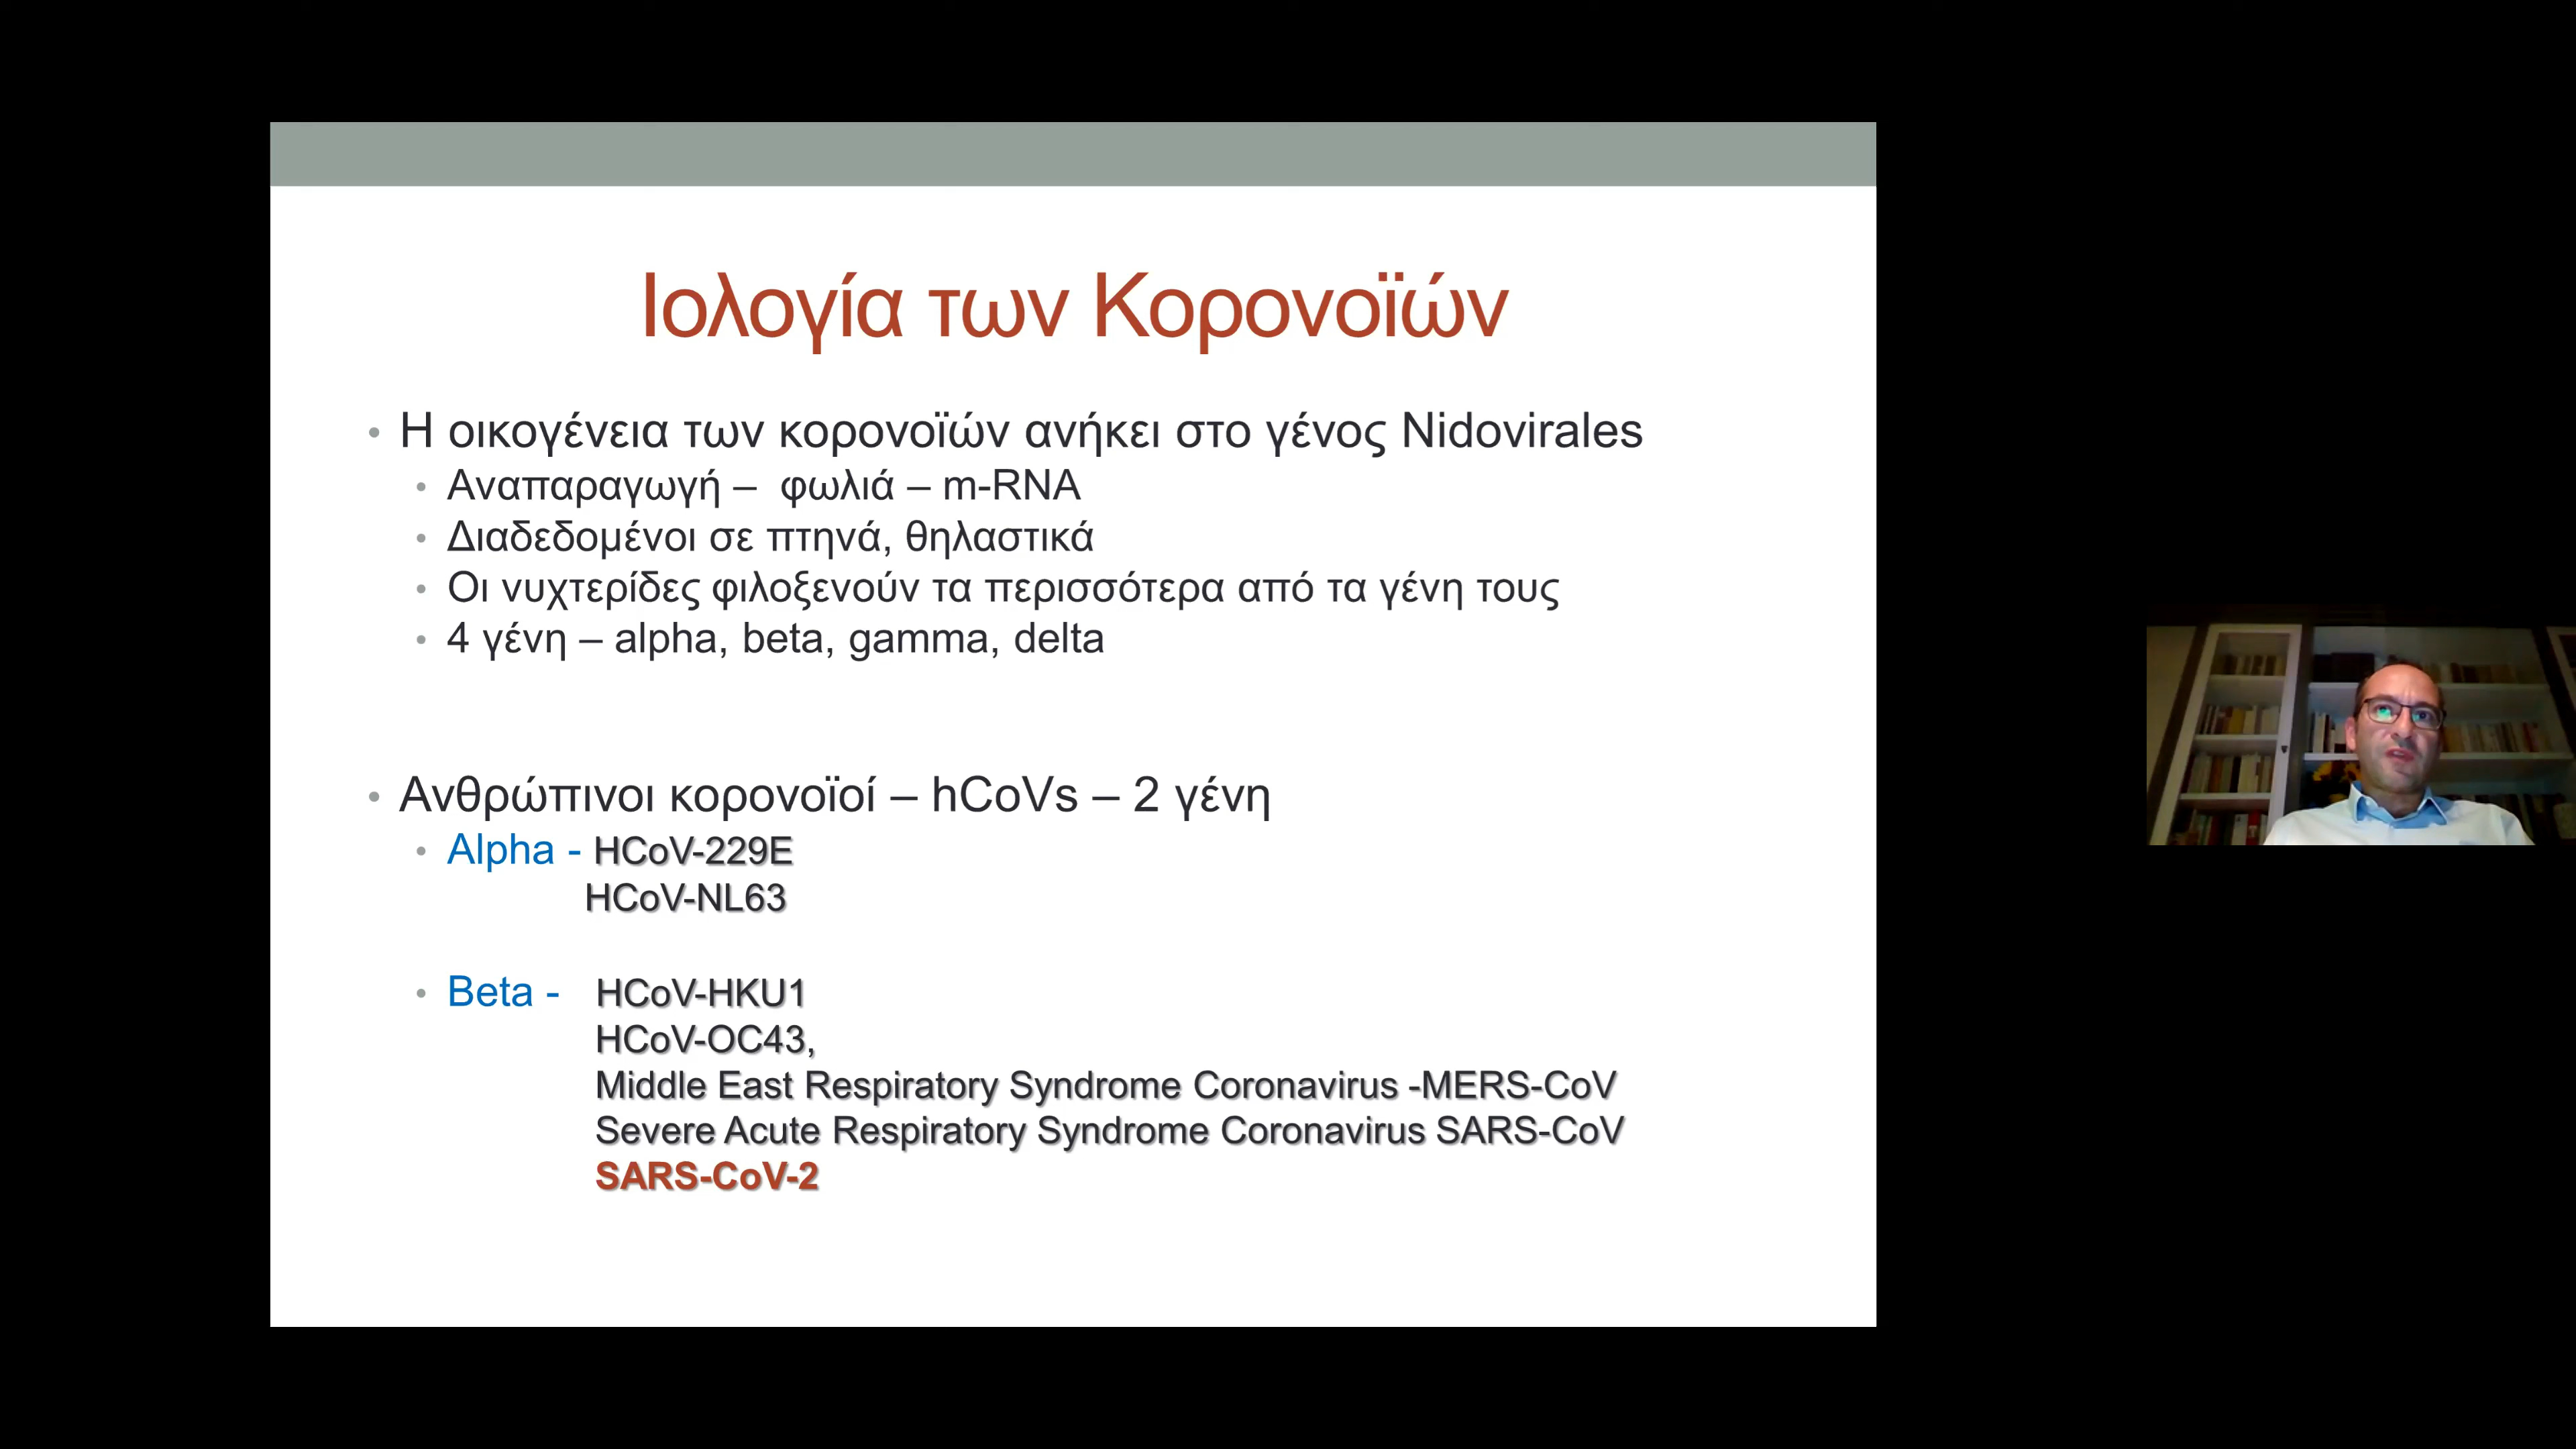 Ιολογία των Κορονοϊών
• Η οικογένεια των κορονοϊών ανήκει στο γένος Nidovirales
• Αναπαραγωγή – φωλιά – m-RNA
• Διαδεδομένοι σε πτηνά, θηλαστικά
• Οι νυχτερίδες φιλοξενούν τα περισσότερα από τα γένη τους
• 4 γένη – alpha, beta, gamma, delta
• Ανθρώπινοι κορονοϊοί – hCoVs – 2 γένη
• Alpha - HCoV-229E
HCoV-NL63
• Beta - HCoV-HKU1
HCoV-OC43,
Middle East Respiratory Syndrome Coronavirus -MERS-CoV
Severe Acute Respiratory Syndrome Coronavirus SARS-CoV
SARS-CoV-2